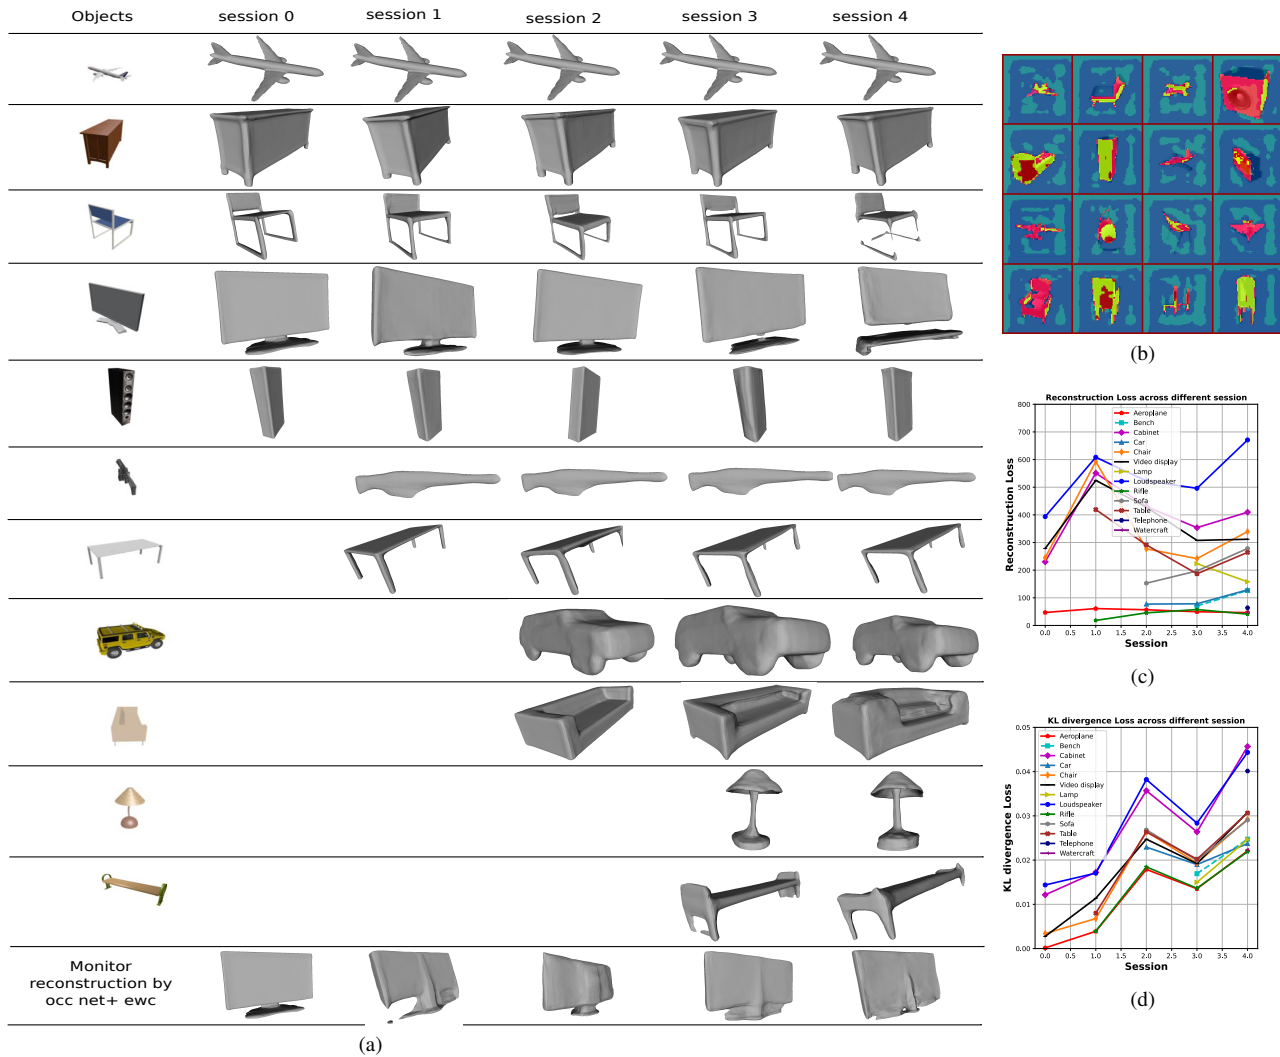 Objects
session 0
session 1
session 2
session 3
session 4
Monitor
reconstruction by
occ net+ ewc
(a)
(b)
Reconstruction Loss across different session
Reconstruction Loss
800
700
600
500
400
300
200
100
0
Aeroplane
Bench
Cabinet
Car
Chair
Video display
Lamp
Loudspeaker
Rifle
Sofa
Table
Telephone
Watercraft
0.0 0.5 1.0 1.5 2.0 2.5 3.0 3.5 4.0
Session
(c)
KL divergence Loss across different session
KL divergence Loss
0.05
0.04
0.03
0.02
0.01
0.00
Aeroplane
Bench
Cabinet
Car
Chair
Video display
Lamp
Loudspeaker
Rifle
Sofa
Table
Telephone
Watercraft
0.0 0.5 1.0 1.5 2.0 2.5 3.0 3.5 4.0
Session
(d)